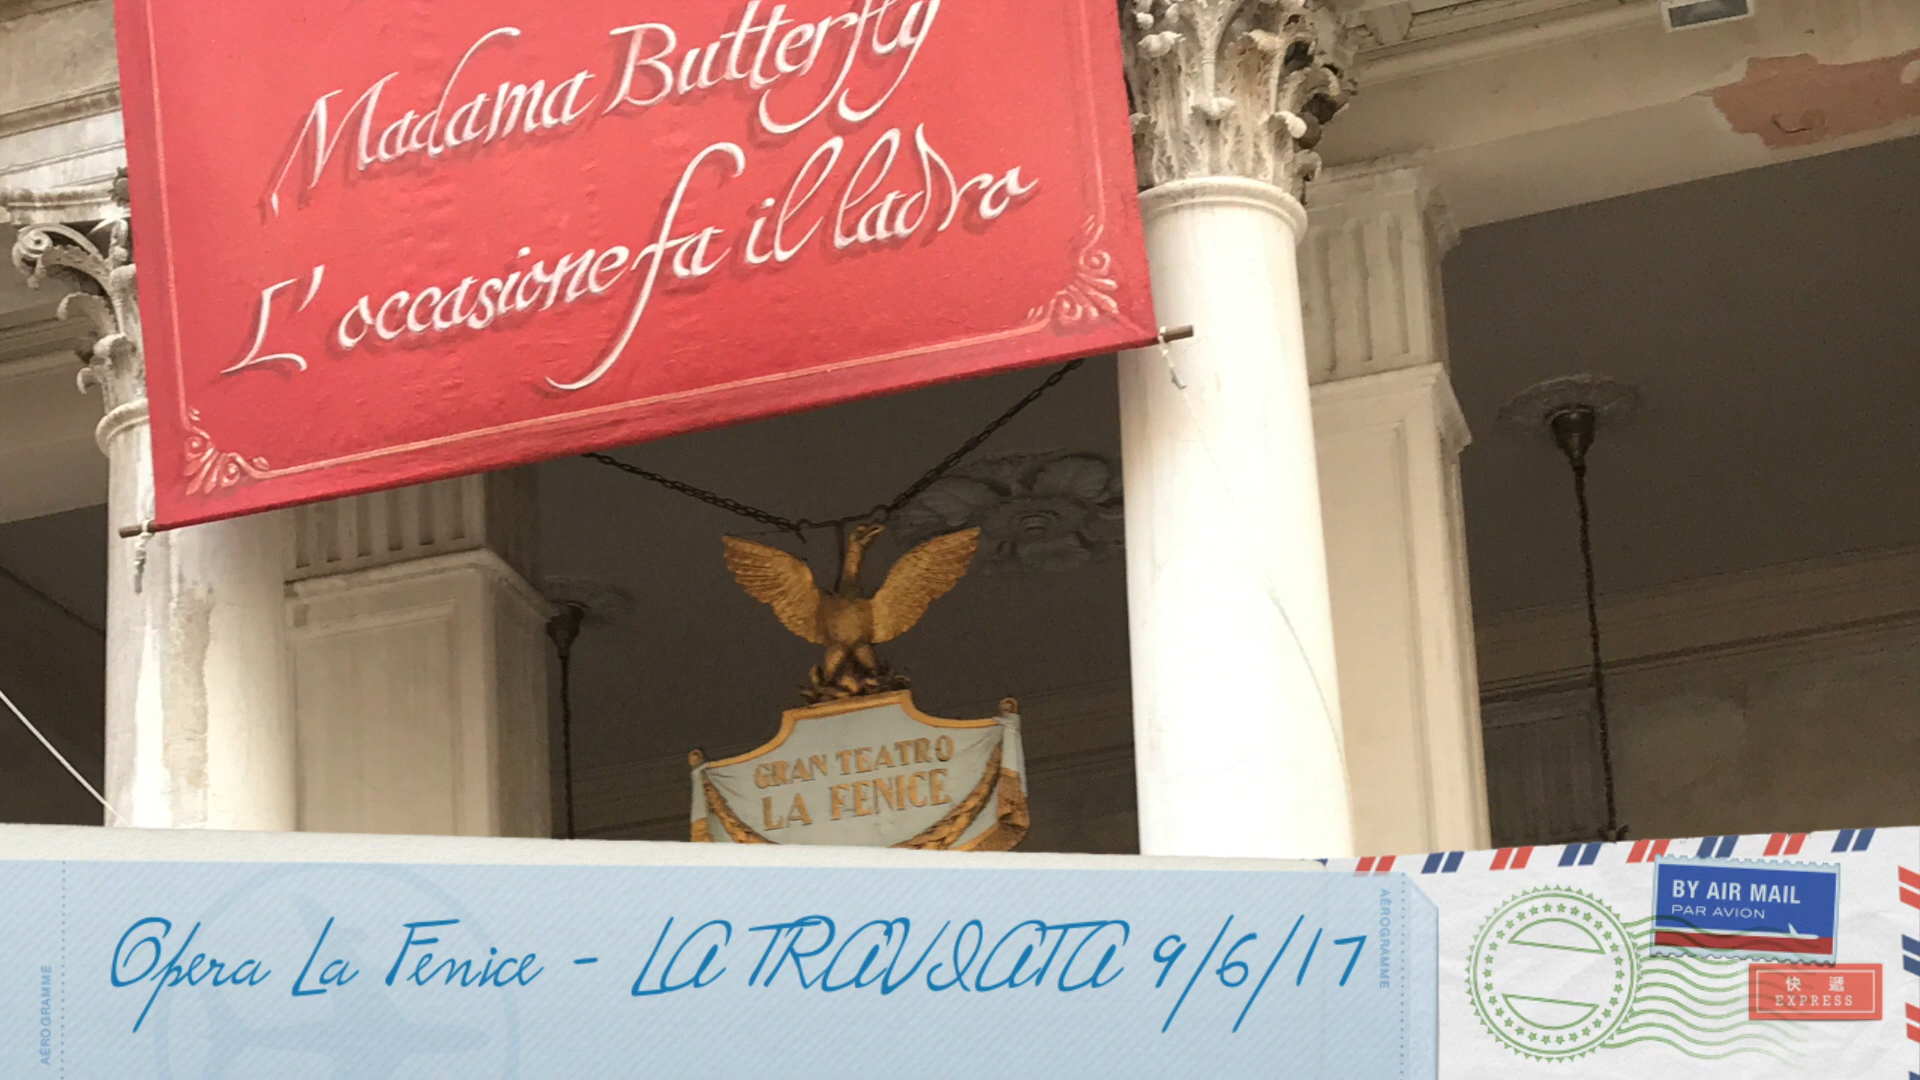 Madama Butterfly
L'occasione fa il ladro
GRAN TEATRO
LA FENICE
Opera La Fenice - LA TRAVIATA 9/6/17
AÉROGRAMME
AÉROGRAMME
BY AIR MAIL
PAR AVION
快遞
EXPRESS